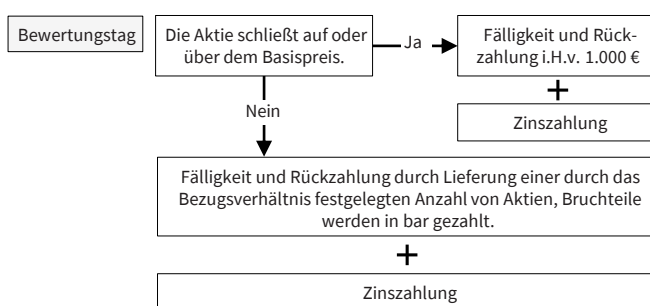 Bewertungstag
Die Aktie schließt auf oder
über dem Basispreis.
Ja
Fälligkeit und Rück-
zahlung i.H.v. 1.000 €
+
Zinszahlung
Nein
Fälligkeit und Rückzahlung durch Lieferung einer durch das
Bezugsverhältnis festgelegten Anzahl von Aktien, Bruchteile
werden in bar gezahlt.
+
Zinszahlung